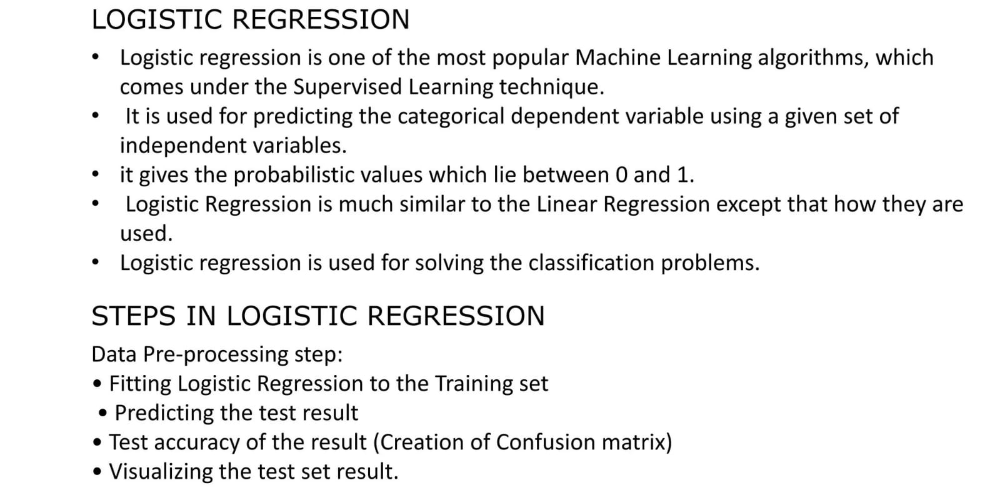 LOGISTIC REGRESSION
• Logistic regression is one of the most popular Machine Learning algorithms, which
comes under the Supervised Learning technique.
• It is used for predicting the categorical dependent variable using a given set of
independent variables.
• it gives the probabilistic values which lie between 0 and 1.
• Logistic Regression is much similar to the Linear Regression except that how they are
used.
• Logistic regression is used for solving the classification problems.
STEPS IN LOGISTIC REGRESSION
Data Pre-processing step:
• Fitting Logistic Regression to the Training set
• Predicting the test result
• Test accuracy of the result (Creation of Confusion matrix)
• Visualizing the test set result.